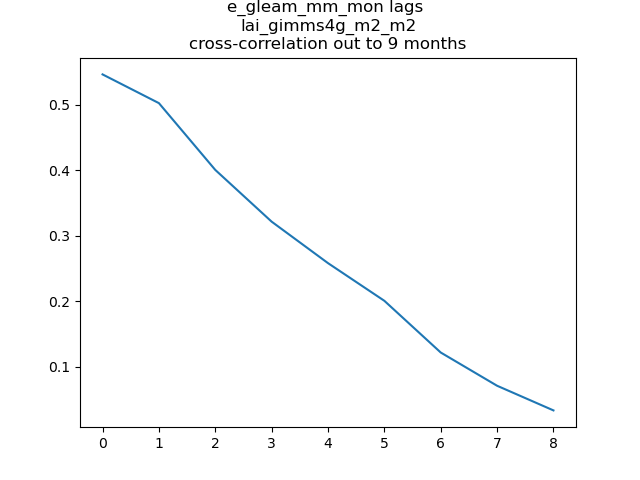 e_gleam_mm_mon lags
lai_gimms4g_m2_m2
cross-correlation out to 9 months
0.5
0.4
0.3
0.2
0.1
0 1 2 3 4 5 6 7 8